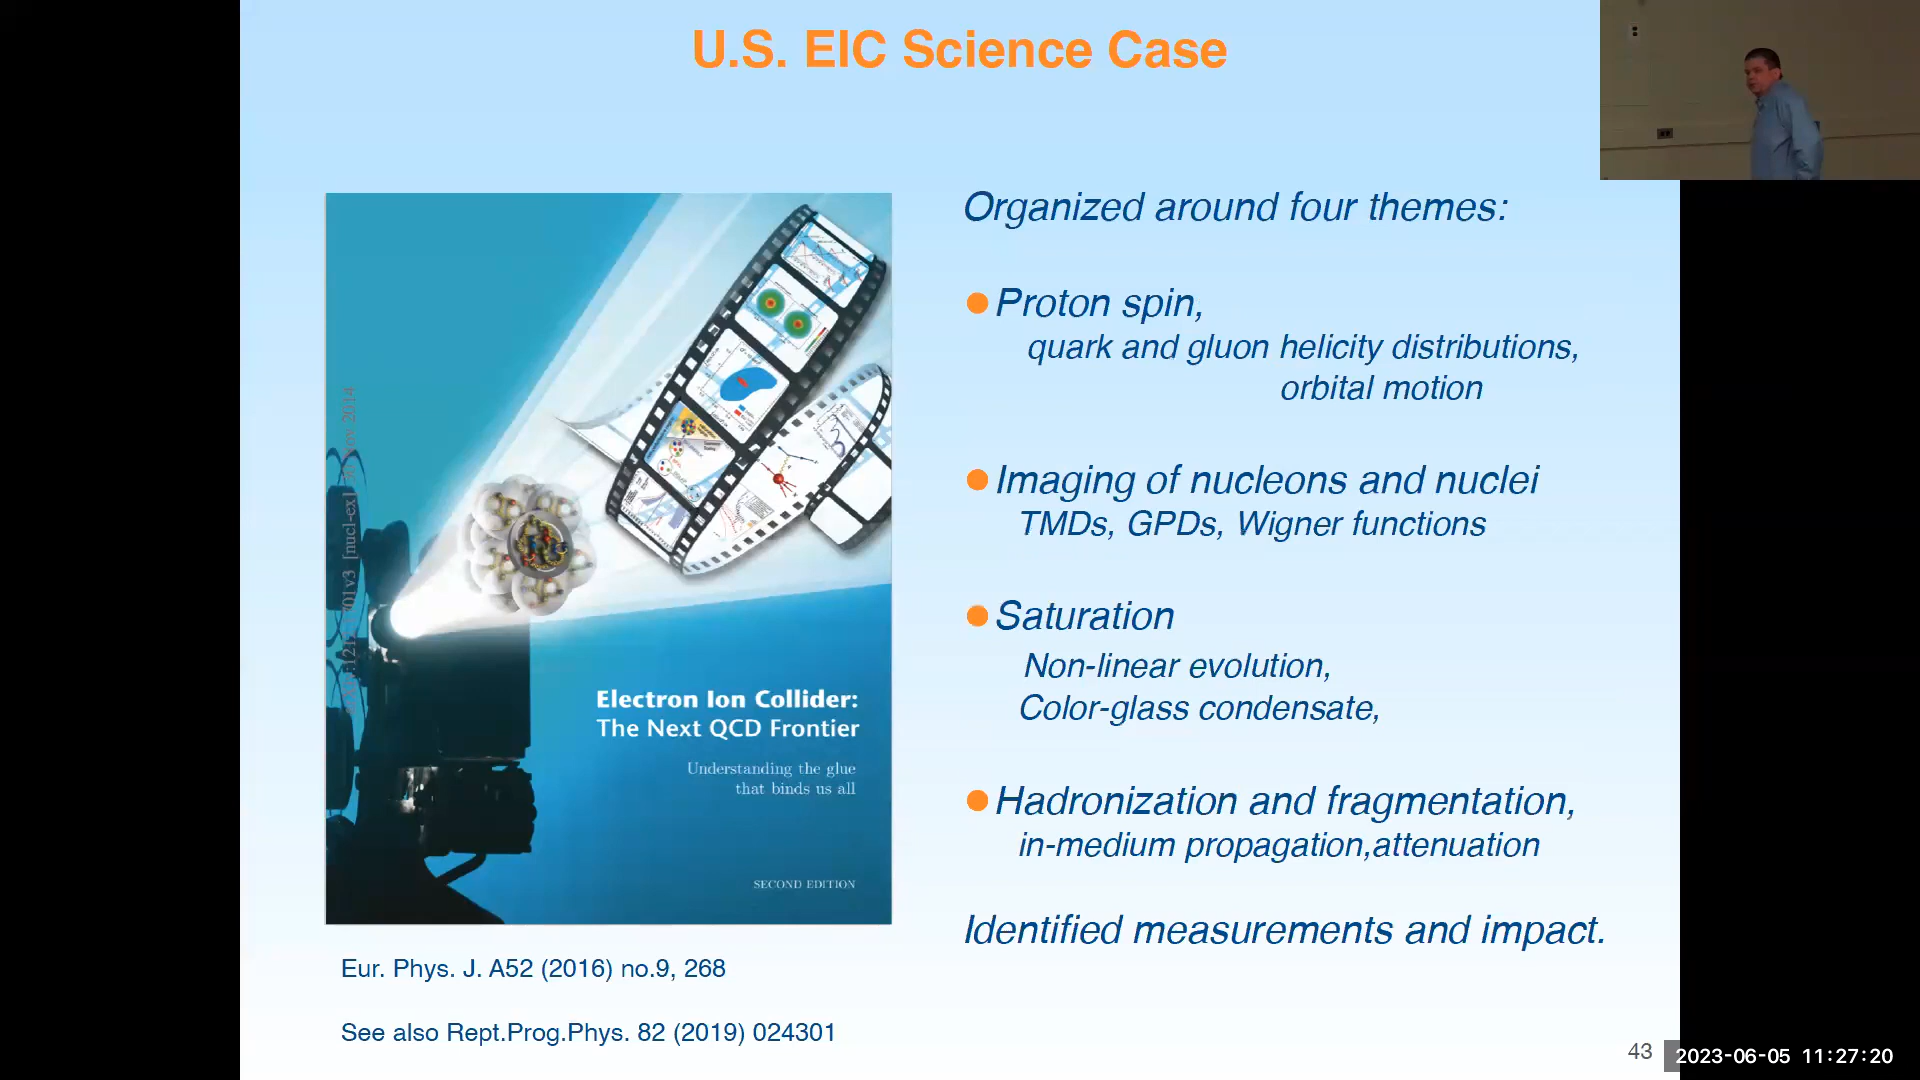 U.S. EIC Science Case
Organized around four themes:
Proton spin,
quark and gluon helicity distributions,
orbital motion
Imaging of nucleons and nuclei
TMDs, GPDs, Wigner functions
Saturation
Non-linear evolution,
Color-glass condensate,
Hadronization and fragmentation,
in-medium propagation,attenuation
Identified measurements and impact.
Electron Ion Collider:
The Next QCD Frontier
Understanding the glue
that binds us all
SECOND EDITION
Eur. Phys. J. A52 (2016) no.9, 268
See also Rept.Prog.Phys. 82 (2019) 024301
43
2023-06-05 11:27:20